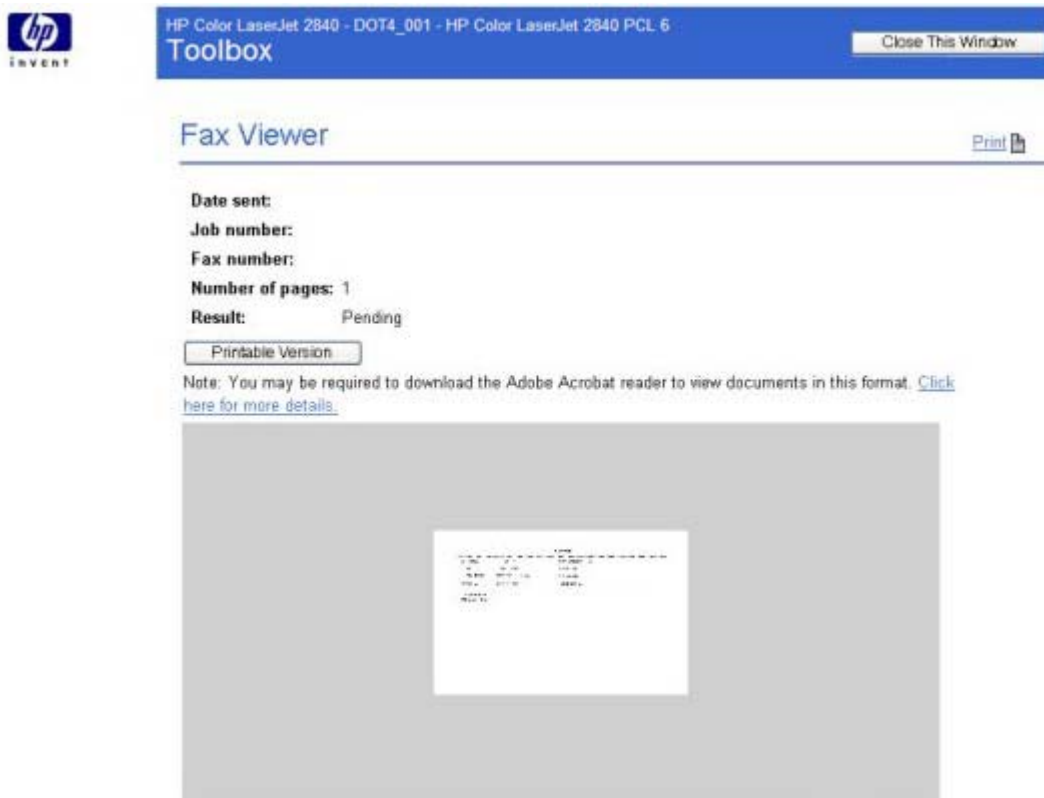 hp
invent
HP Color LaserJet 2840 - DOT4_001 - HP Color LaserJet 2840 PCL 6
Toolbox
Close This Window
Fax Viewer
Print
Date sent:
Job number:
Fax number:
Number of pages: 1
Result: Pending
Printable Version
Note: You may be required to download the Adobe Acrobat reader to view documents in this format. Click
here for more details.